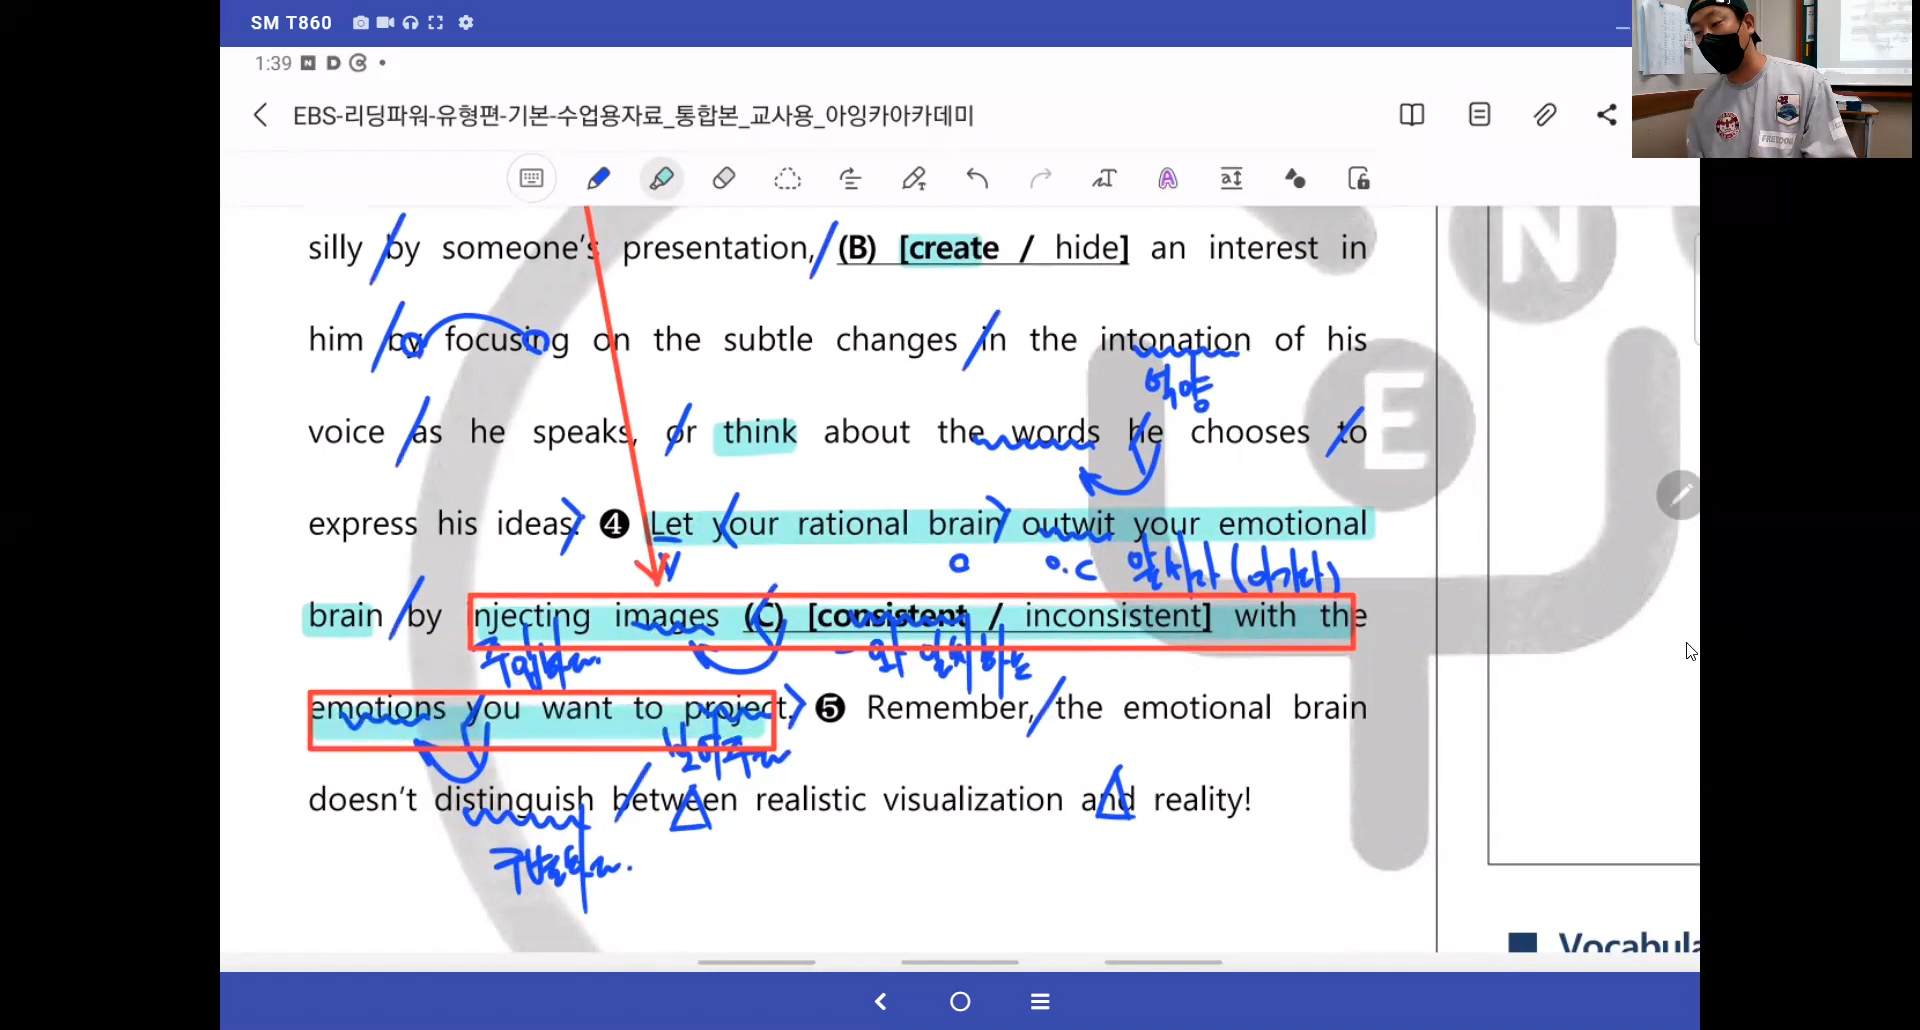 SM T860
1:39
EBS-리딩파워-유형편-기본-수업용자료_통합본_교사용_아잉카아카데미
silly by someone's presentation, (B) [create / hide] an interest in
him by focusing on the subtle changes in the intonation of his
억양
voice as he speaks, or think about the words he chooses to
express his ideas. ❹ Let your rational brain outwit your emotional
V O O.C 앞서다 (이기다)
brain by injecting images (C) [consistent / inconsistent] with the
주입하다 ~와 일치하는
emotions you want to project. ❺ Remember, the emotional brain
보여주다
doesn't distinguish between realistic visualization and reality!
구별하다.
N
E
FREEDOM
Vocabula